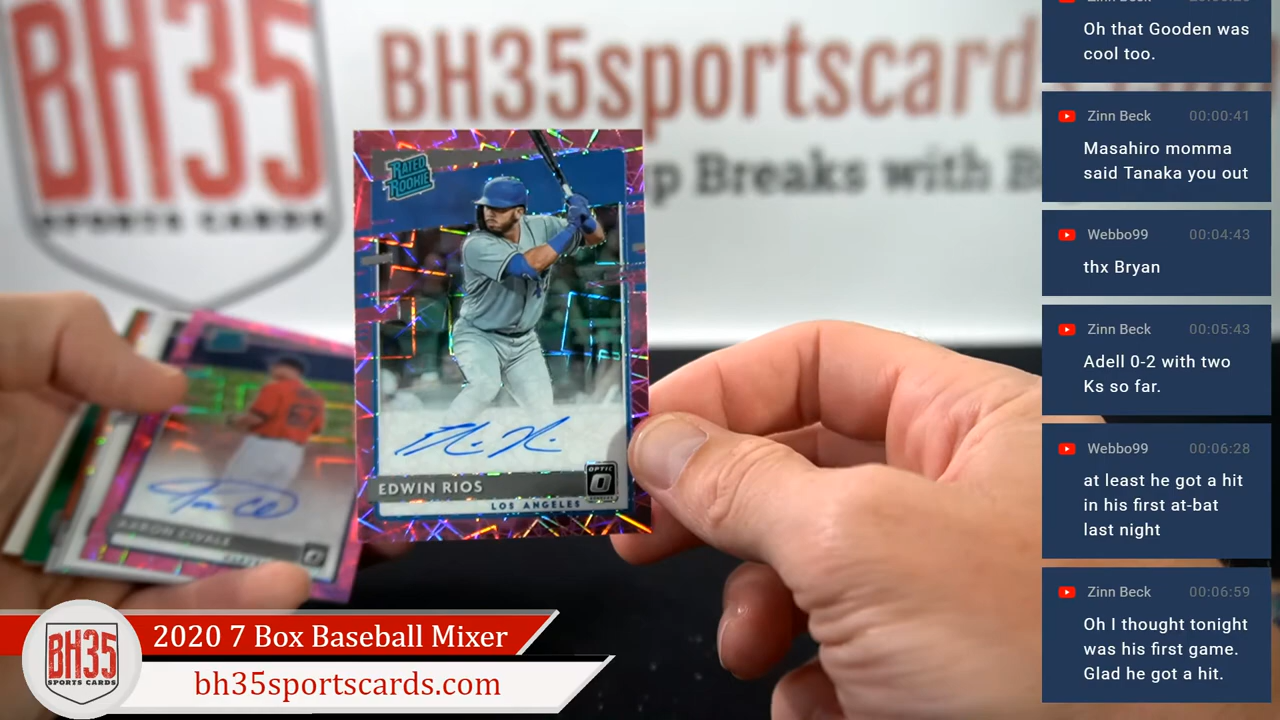 BH35
SPORTS CARDS
BH35sportscard
p Breaks with B
RATED
ROOKIE
EDWIN RIOS
OPTIC
LOS ANGELES
AARON CIVALE
2020 7 Box Baseball Mixer
bh35sportscards.com
BH35
SPORTS CARDS
Oh that Gooden was
cool too.
Zinn Beck 00:00:41
Masahiro momma
said Tanaka you out
Webbo99 00:04:43
thx Bryan
Zinn Beck 00:05:43
Adell 0-2 with two
Ks so far.
Webbo99 00:06:28
at least he got a hit
in his first at-bat
last night
Zinn Beck 00:06:59
Oh I thought tonight
was his first game.
Glad he got a hit.